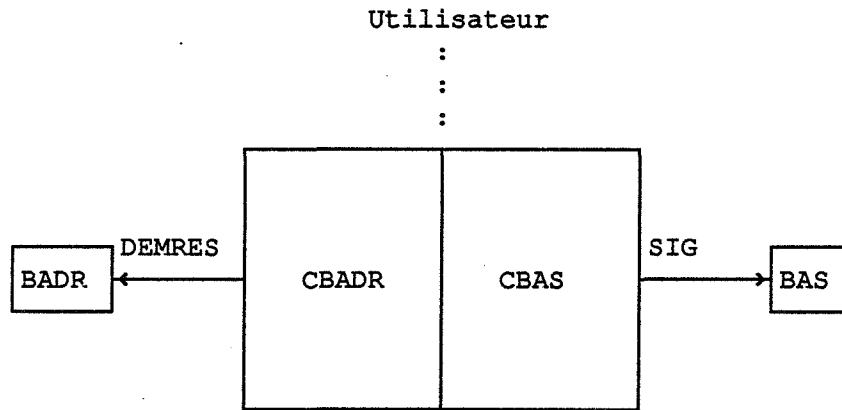 Utilisateur
:
:
:
DEMRES
SIG
BADR
CBADR
CBAS
BAS